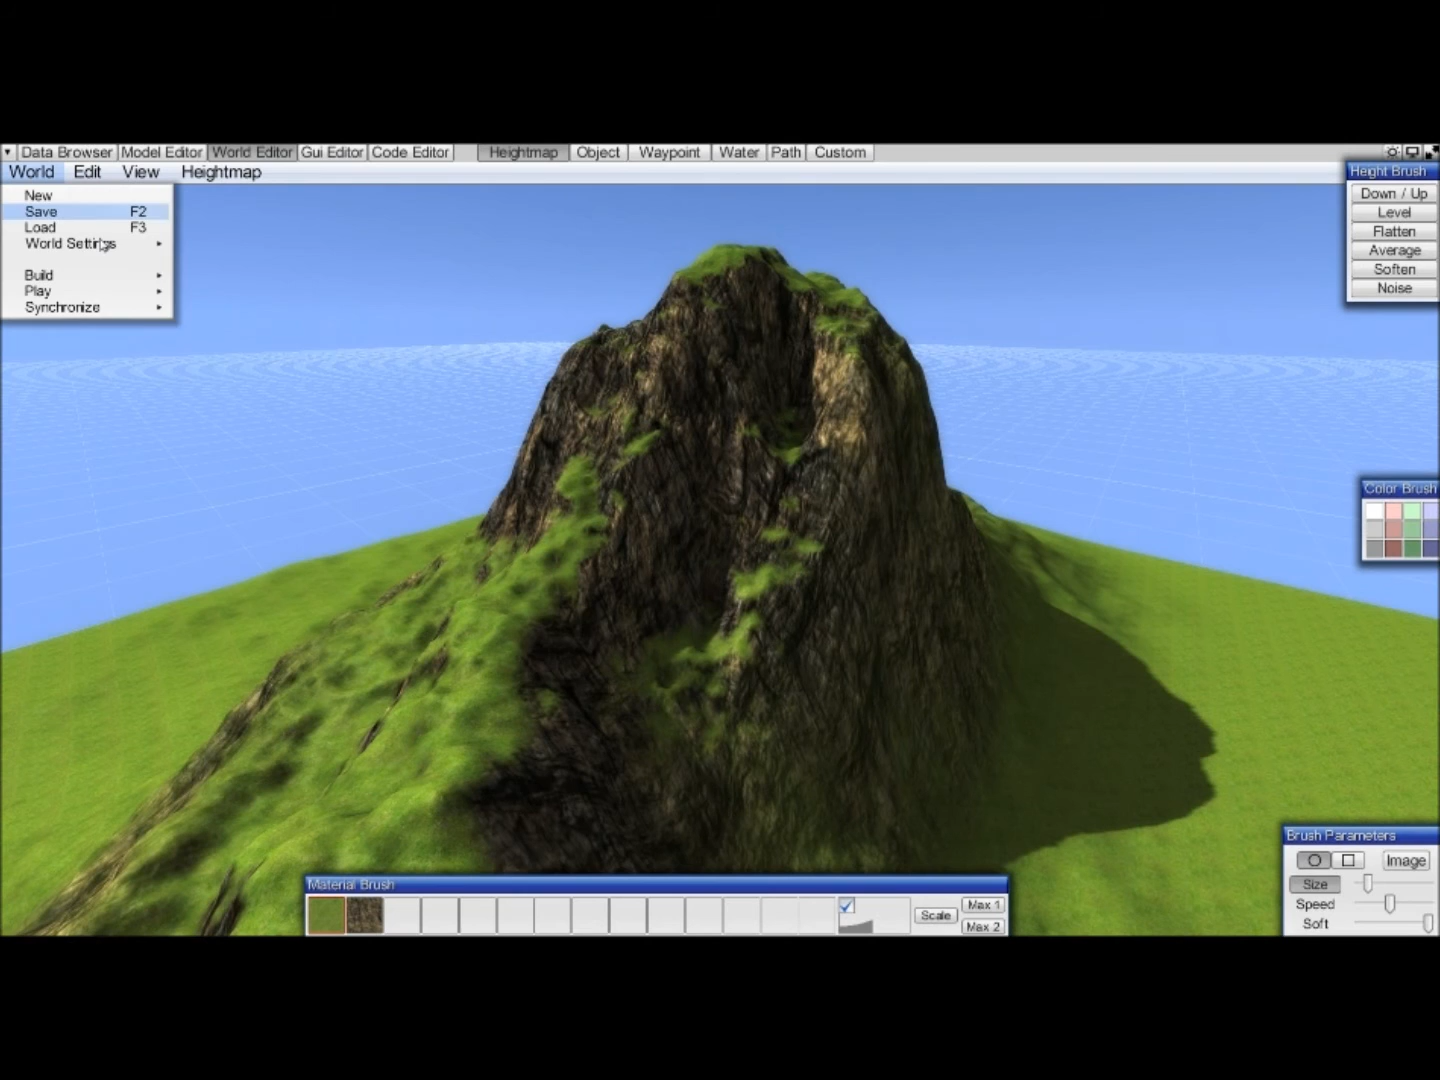 Data Browser Model Editor World Editor Gui Editor Code Editor Heightmap Object Waypoint Water Path Custom
World Edit View Heightmap
New
Save F2
Load F3
World Settings
Build
Play
Synchronize
Height Brush
Down / Up
Level
Flatten
Average
Soften
Noise
Color Brush
Material Brush
Scale
Max 1
Max 2
Brush Parameters
Image
Size
Speed
Soft